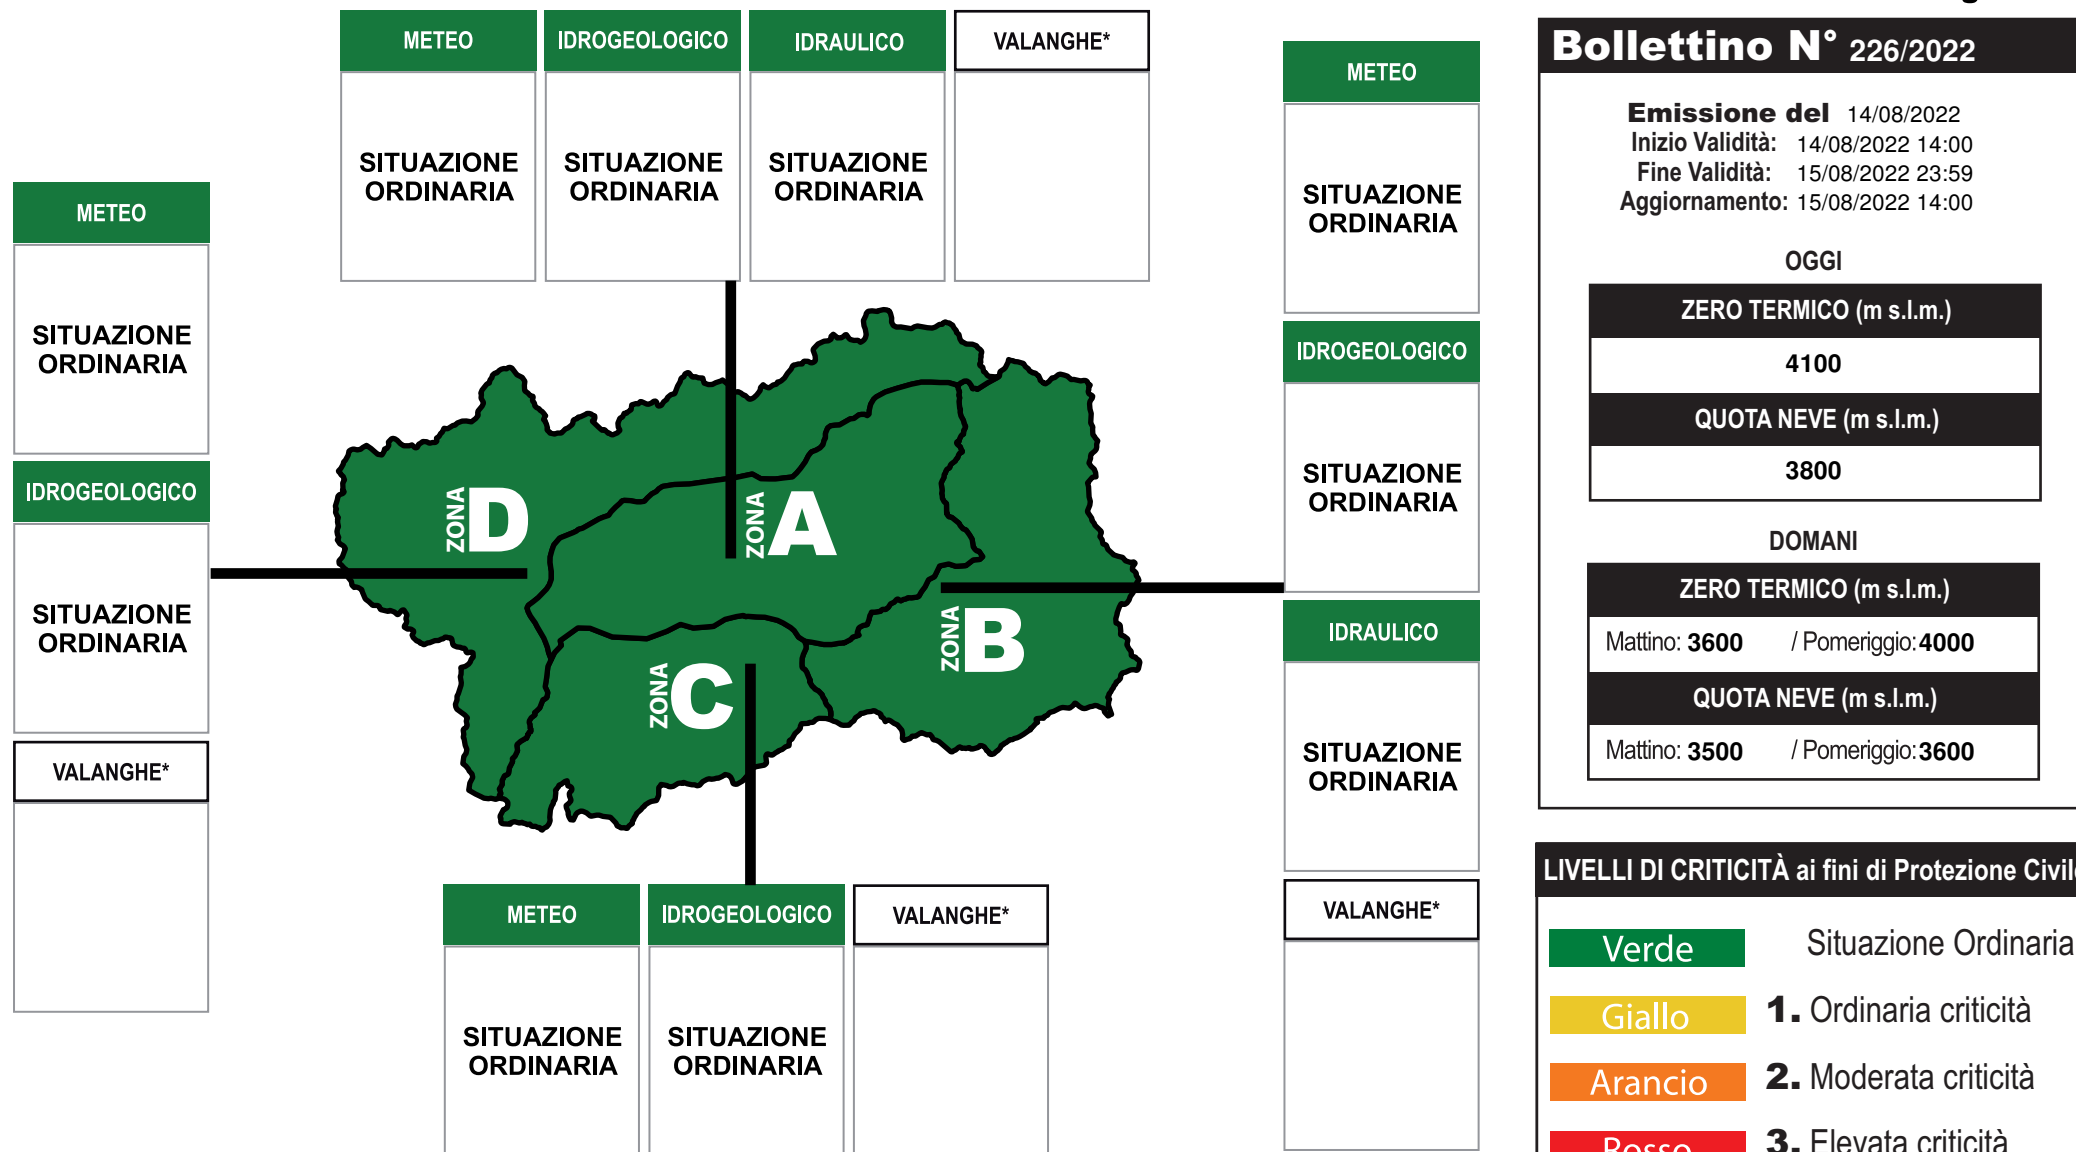 METEO
IDROGEOLOGICO
IDRAULICO
VALANGHE*
SITUAZIONE
ORDINARIA
SITUAZIONE
ORDINARIA
SITUAZIONE
ORDINARIA
METEO
SITUAZIONE
ORDINARIA
IDROGEOLOGICO
SITUAZIONE
ORDINARIA
VALANGHE*
ZONA D
ZONA A
ZONA B
ZONA C
METEO
SITUAZIONE
ORDINARIA
IDROGEOLOGICO
SITUAZIONE
ORDINARIA
IDRAULICO
SITUAZIONE
ORDINARIA
VALANGHE*
METEO
IDROGEOLOGICO
VALANGHE*
SITUAZIONE
ORDINARIA
SITUAZIONE
ORDINARIA
Bollettino N° 226/2022
Emissione del 14/08/2022
Inizio Validità: 14/08/2022 14:00
Fine Validità: 15/08/2022 23:59
Aggiornamento: 15/08/2022 14:00
OGGI
ZERO TERMICO (m s.l.m.)
4100
QUOTA NEVE (m s.l.m.)
3800
DOMANI
ZERO TERMICO (m s.l.m.)
Mattino: 3600 / Pomeriggio: 4000
QUOTA NEVE (m s.l.m.)
Mattino: 3500 / Pomeriggio: 3600
LIVELLI DI CRITICITÀ ai fini di Protezione Civile
Verde Situazione Ordinaria
Giallo 1. Ordinaria criticità
Arancio 2. Moderata criticità
Rosso 3. Elevata criticità